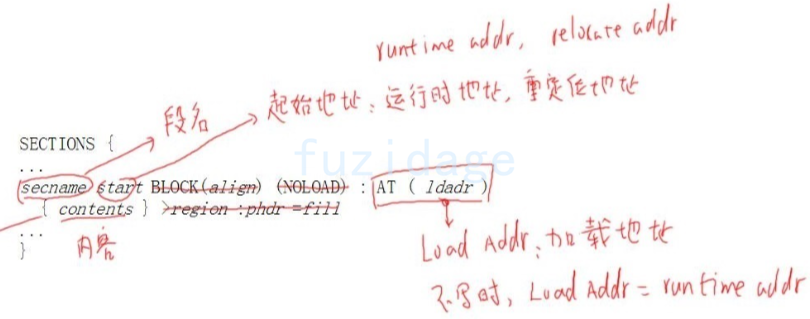 runtime addr, relocate addr
起始地址:运行时地址,重定位地址
段名
SECTIONS {
fuzidage
...
secname start BLOCK(align) (NOLOAD) : AT ( ldadr )
{ contents } >region :phdr =fill
...
}
内容
Load Addr:加载地址
不写时, Load Addr = runtime addr